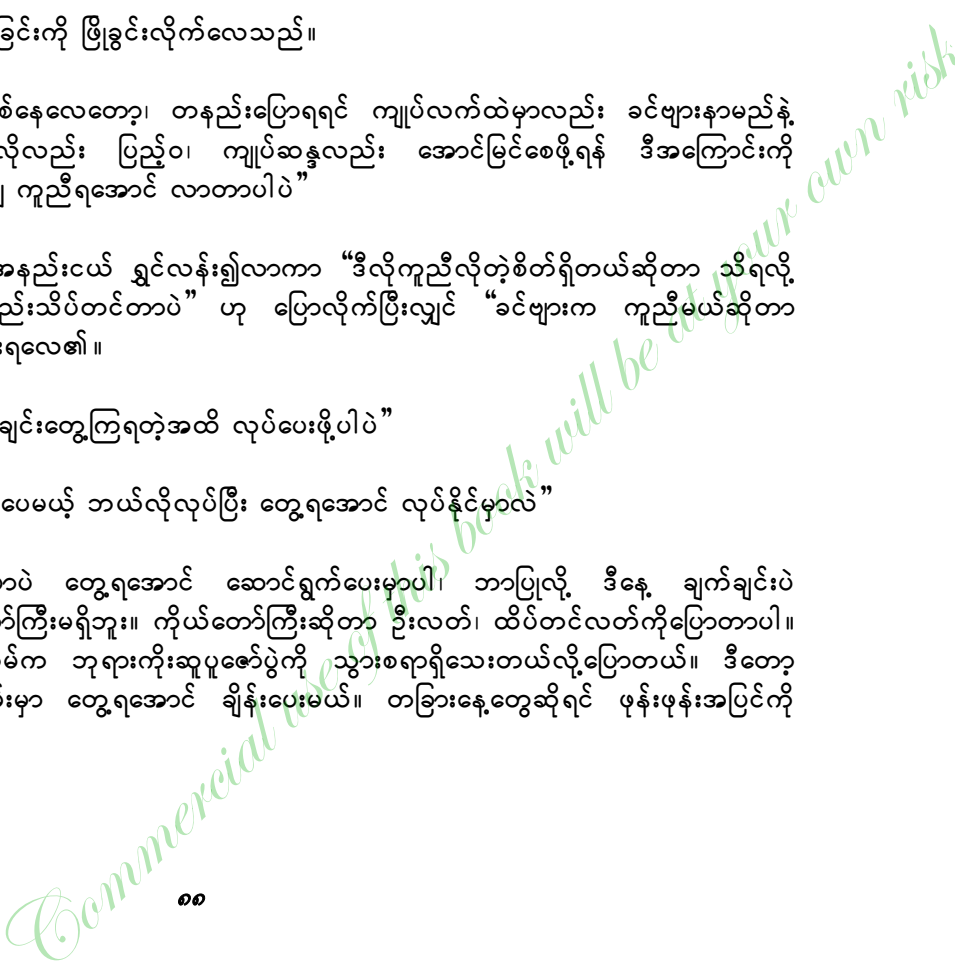 ခြင်းကို ဖြိုခွင်းလိုက်လေသည်။
စ်နေလေတော့၊ တနည်းပြောရရင် ကျုပ်လက်ထဲမှာလည်း ခင်ဗျားနာမည်နဲ့
လိုလည်း ပြည့်ဝ၊ ကျုပ်ဆန္ဒလည်း အောင်မြင်စေဖို့ရန် ဒီအကြောင်းကို
ကူညီရအောင် လာတာပါပဲ”
အနည်းငယ် ရွှင်လန်း၍လာကာ “ဒီလိုကူညီလိုတဲ့စိတ်ရှိတယ်ဆိုတာ သိရလို့
ည်းသိပ်တင်တာပဲ” ဟု ပြောလိုက်ပြီးလျှင် “ခင်ဗျားက ကူညီမယ်ဆိုတာ
ရလေ၏။
ချင်းတွေ့ကြရတဲ့အထိ လုပ်ပေးဖို့ပါပဲ”
ပေမယ့် ဘယ်လိုလုပ်ပြီး တွေ့ရအောင် လုပ်နိုင်မှာလဲ”
ာပဲ တွေ့ရအောင် ဆောင်ရွက်ပေးမှာပါ၊ ဘာပြုလို့ ဒီနေ့ ချက်ချင်းပဲ
ာ်ကြီးမရှိဘူး။ ကိုယ်တော်ကြီးဆိုတာ ဦးလတ်၊ ထိပ်တင်လတ်ကိုပြောတာပါ။
မ်က ဘုရားကိုးဆူပူဇော်ပွဲကို သွားစရာရှိသေးတယ်လို့ပြောတယ်။ ဒီတော့
းမှာ တွေ့ရအောင် ချိန်းပေးမယ်။ တခြားနေ့တွေဆိုရင် ဖုန်းဖုန်းအပြင်ကို
၈၈
Commercial use of this book will be at your own risk